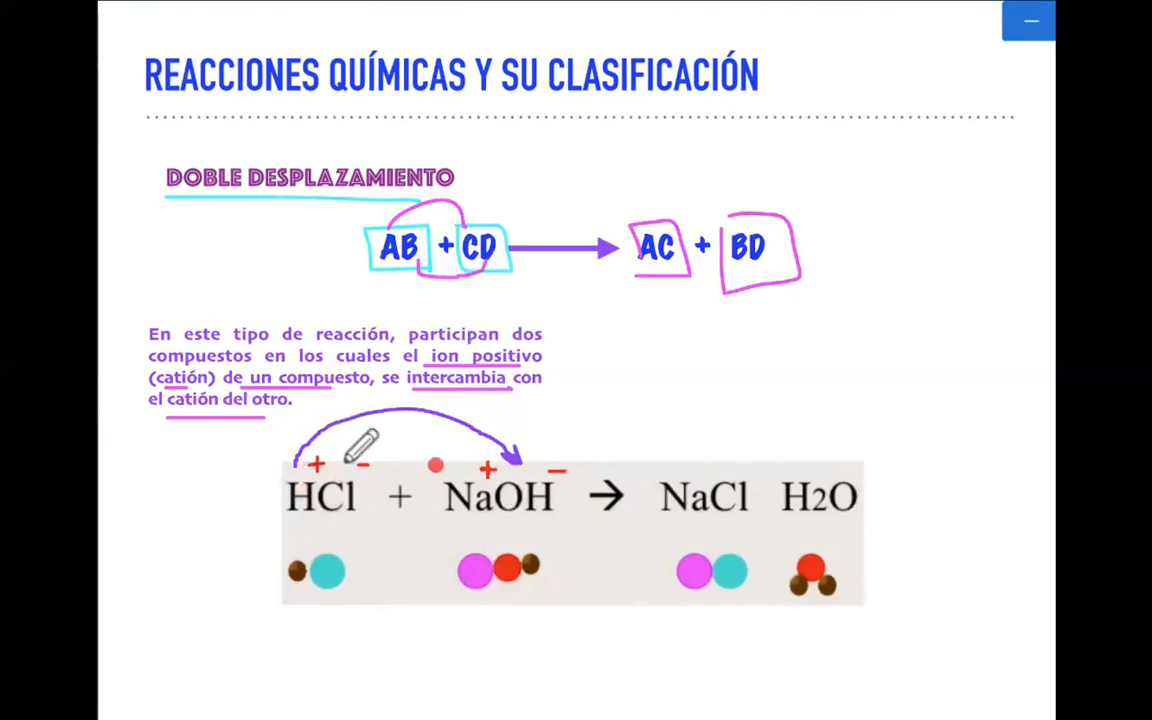 REACCIONES QUÍMICAS Y SU CLASIFICACIÓN
DOBLE DESPLAZAMIENTO
AB + CD AC + BD
En este tipo de reacción, participan dos
compuestos en los cuales el ion positivo
(catión) de un compuesto, se intercambia con
el catión del otro.
+ - + -
HCl + NaOH → NaCl H2O